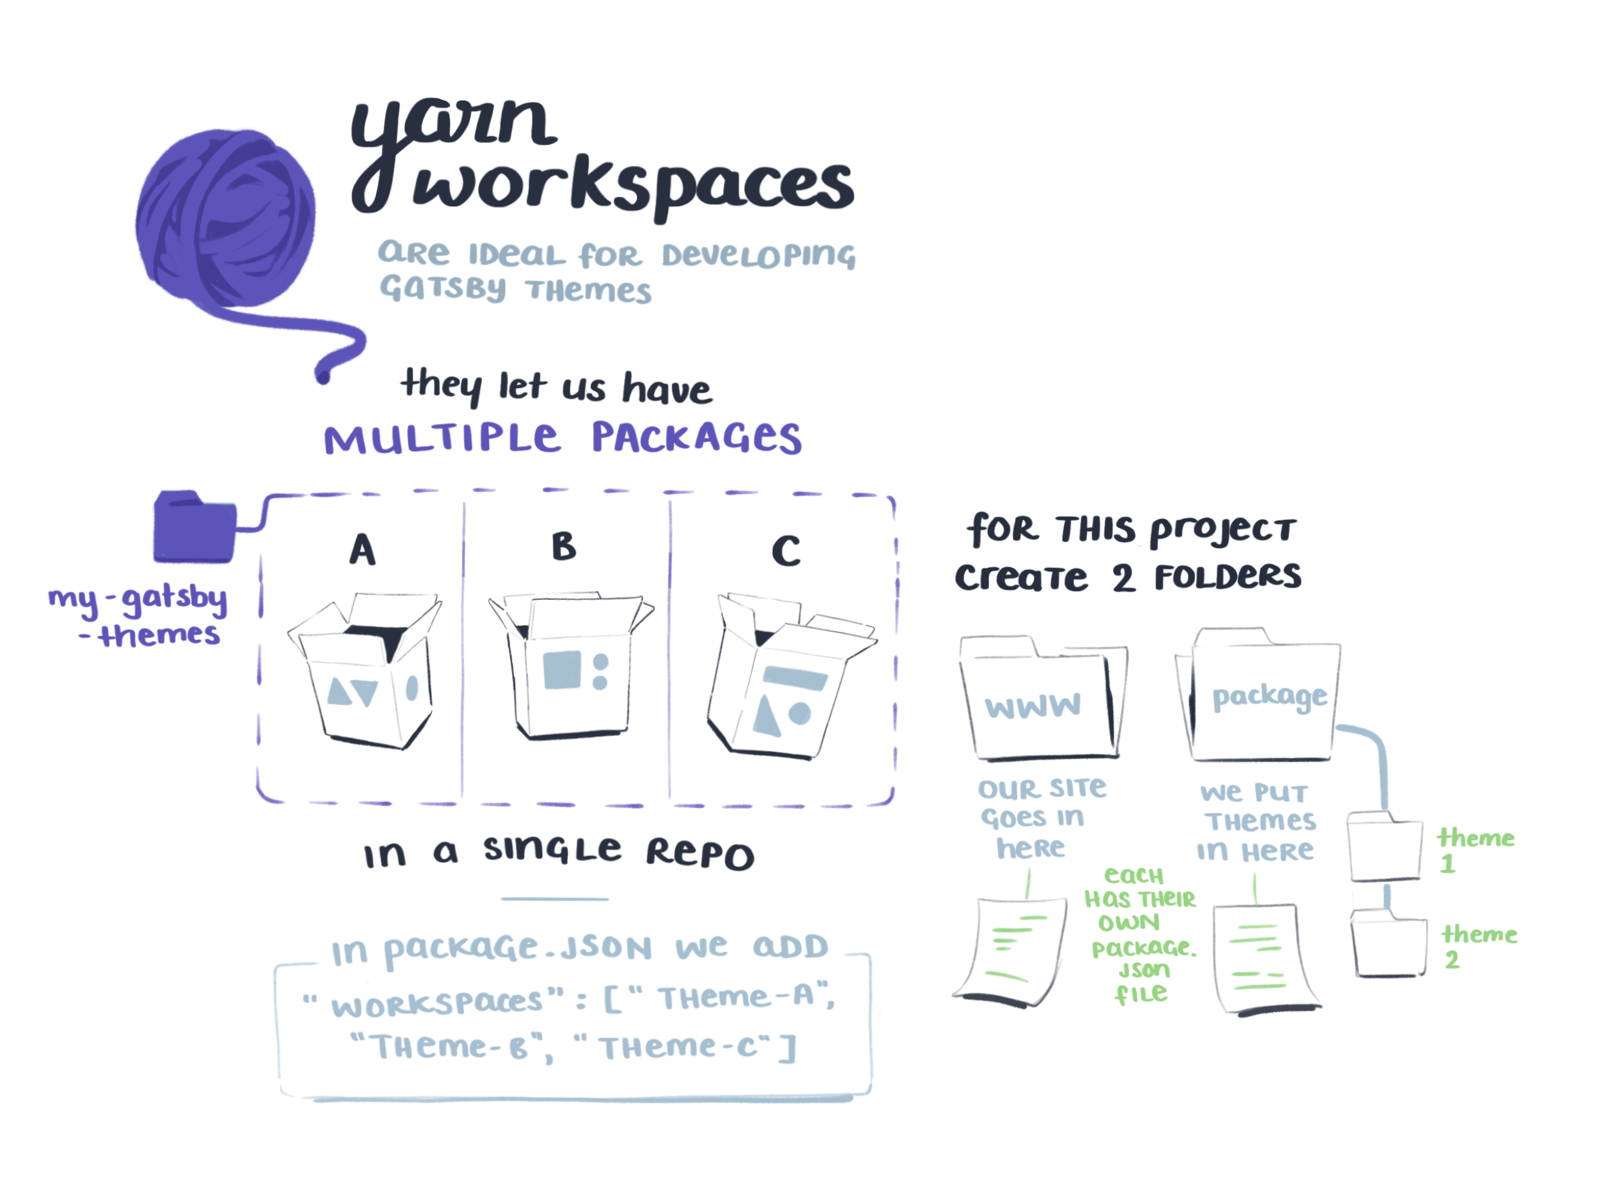 yarn
workspaces
are ideal for developing
Gatsby themes
they let us have
MULTIPLE PACKAGES
my-gatsby
-themes
A
B
C
in a single repo
in package.json we add
"workspaces": ["Theme-A",
"Theme-B", "Theme-C"]
for this project
create 2 folders
www
package
our site
goes in
here
we put
themes
in here
each
has their
own
package.
json
file
theme
1
theme
2